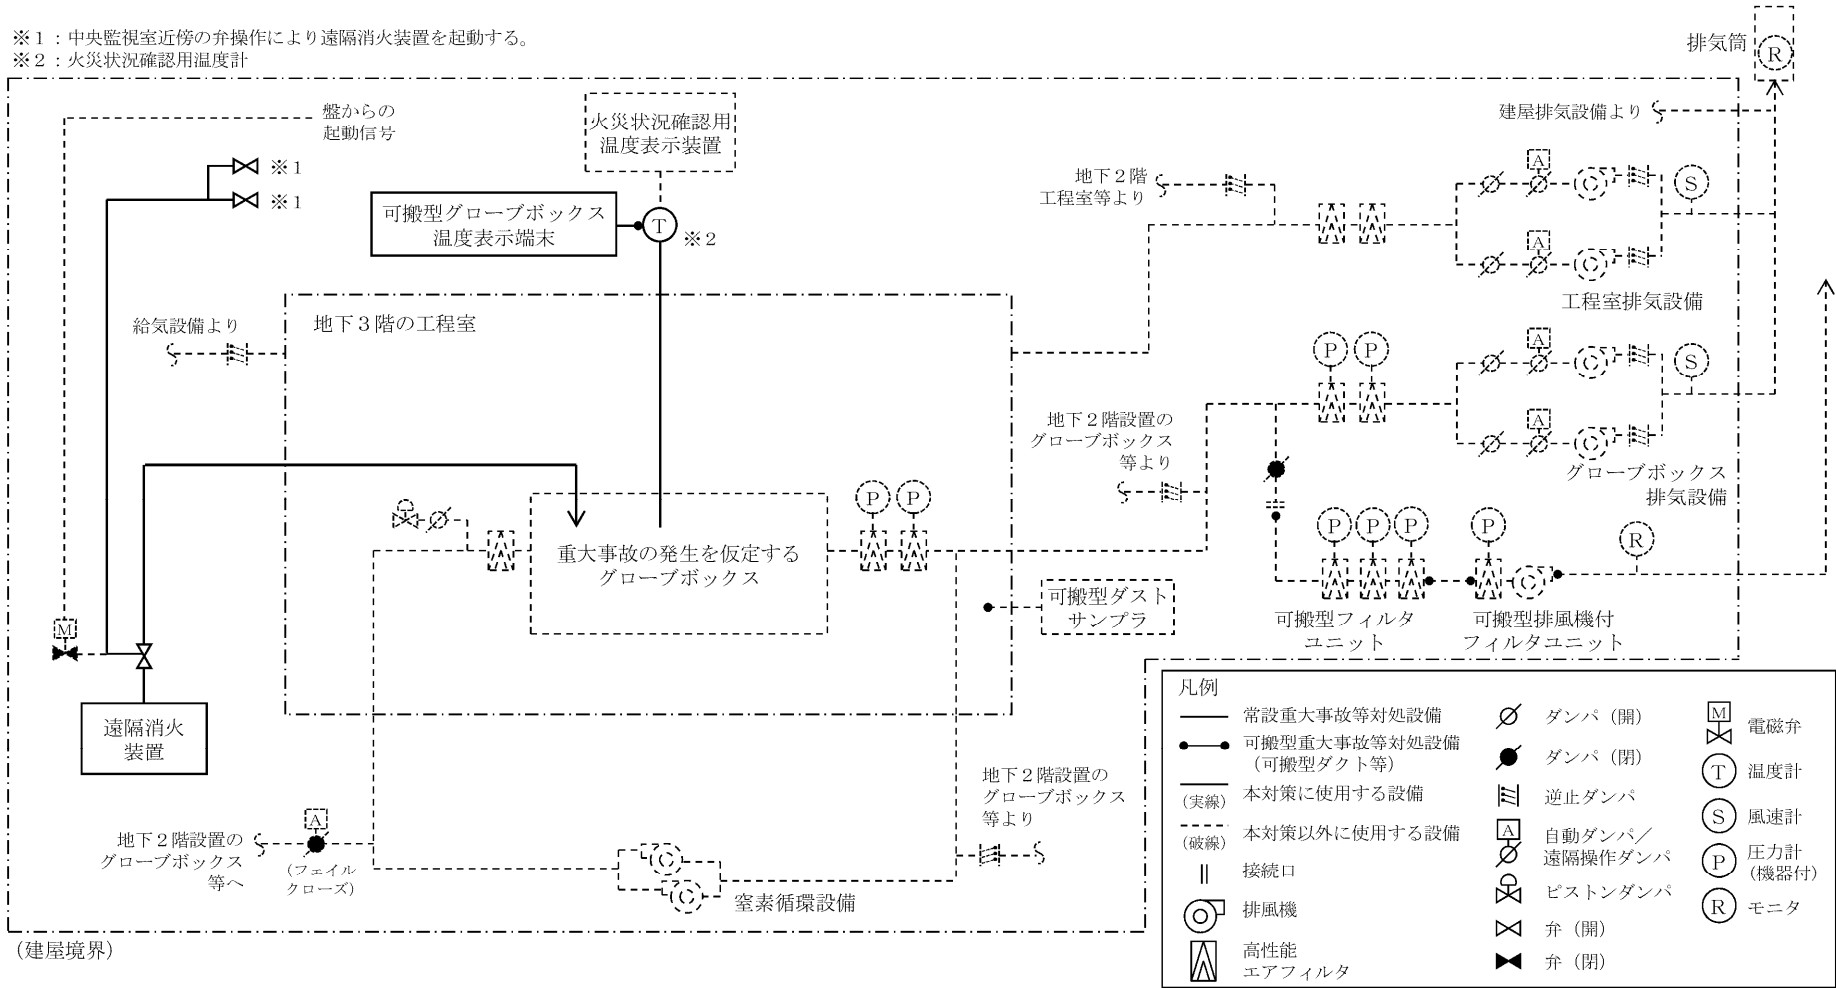 ※１：中央監視室近傍の弁操作により遠隔消火装置を起動する。
※２：火災状況確認用温度計
排気筒
R
盤からの
起動信号
※１
※１
火災状況確認用
温度表示装置
可搬型グローブボックス
温度表示端末
T
※２
建屋排気設備より
地下２階
工程室等より
A
S
A
工程室排気設備
給気設備より
地下３階の工程室
P
P
A
S
地下２階設置の
グローブボックス
等より
A
グローブボックス
排気設備
P
P
重大事故の発生を仮定する
グローブボックス
P
P
P
P
R
可搬型ダスト
サンプラ
可搬型フィルタ
ユニット
可搬型排風機付
フィルタユニット
M
遠隔消火
装置
地下２階設置の
グローブボックス
等より
A
地下２階設置の
グローブボックス
等へ
（フェイル
クローズ）
窒素循環設備
（建屋境界）
凡例
常設重大事故等対処設備
可搬型重大事故等対処設備
（可搬型ダクト等）
（実線）
本対策に使用する設備
（破線）
本対策以外に使用する設備
接続口
排風機
高性能
エアフィルタ
ダンパ（開）
ダンパ（閉）
逆止ダンパ
A
自動ダンパ／
遠隔操作ダンパ
ピストンダンパ
弁（開）
弁（閉）
M
電磁弁
T
温度計
S
風速計
P
圧力計
（機器付）
R
モニタ